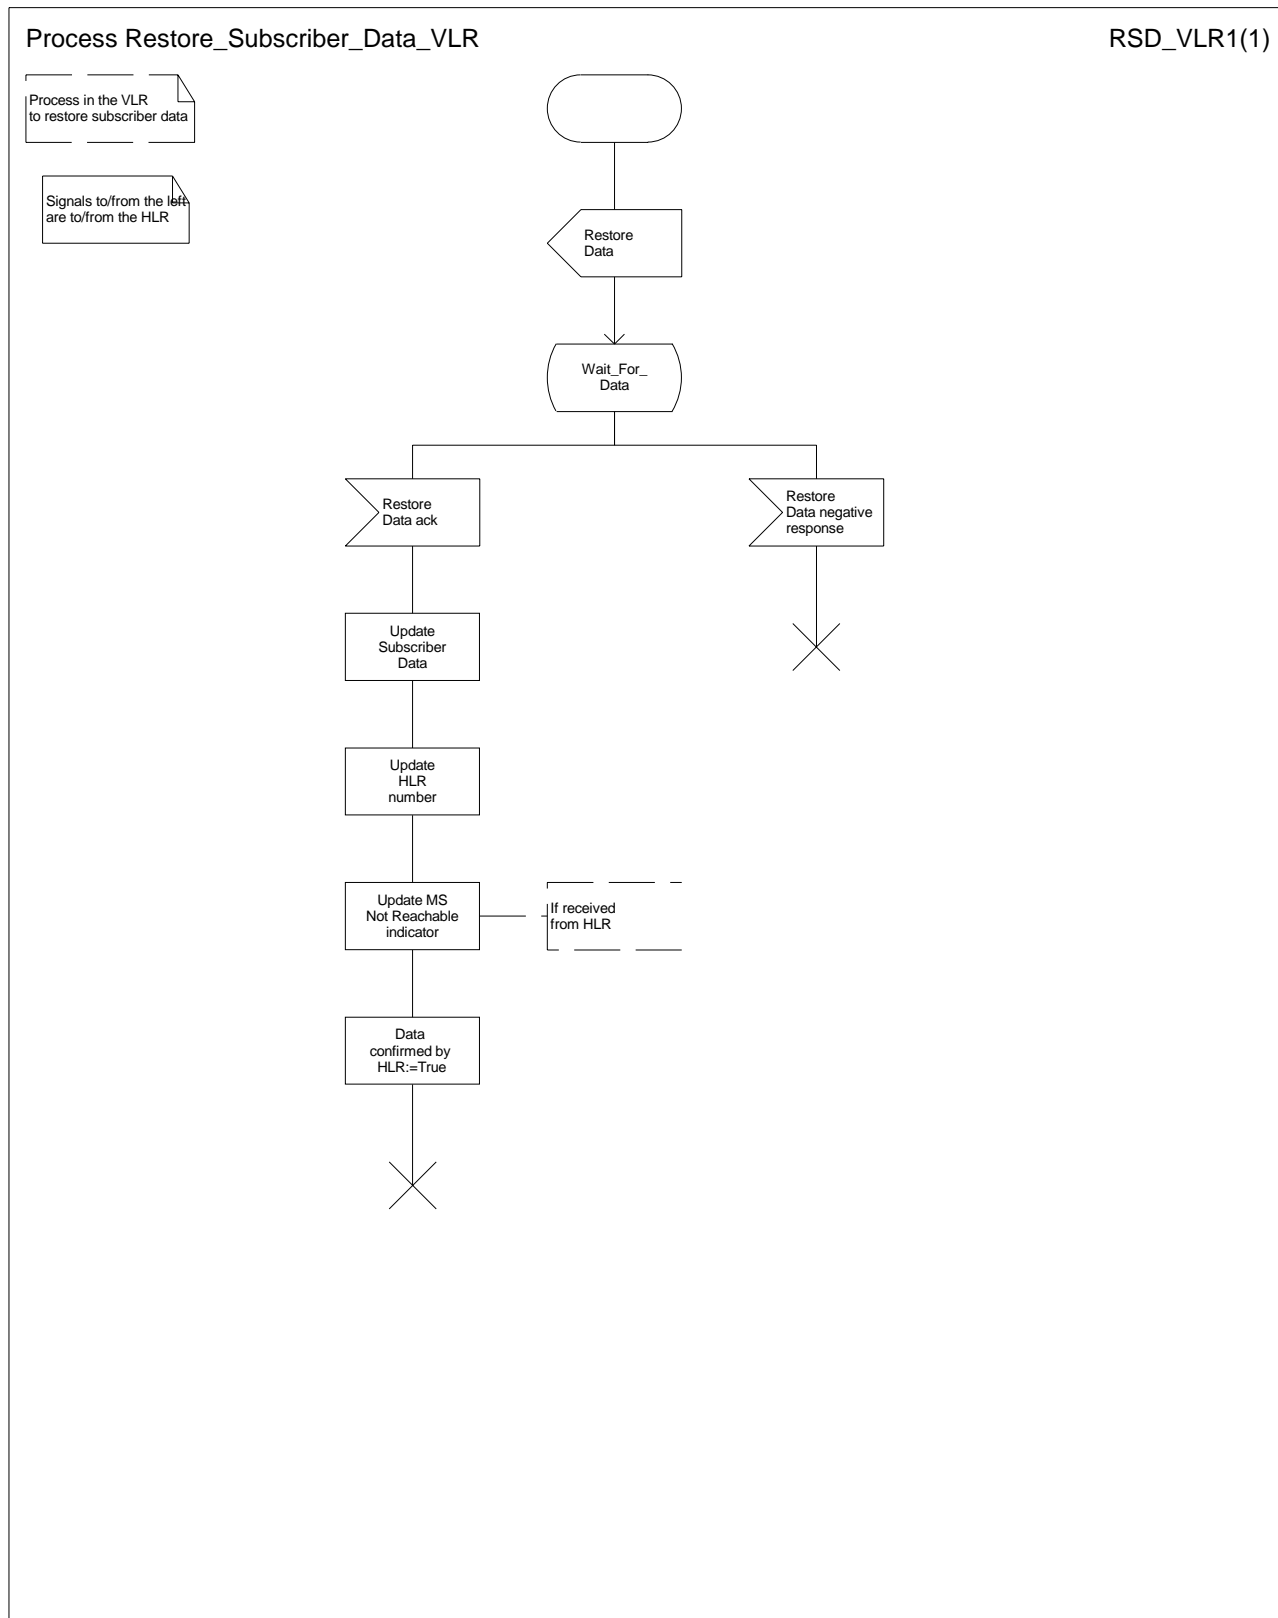 Process Restore_Subscriber_Data_VLR
RSD_VLR1(1)
Process in the VLR
to restore subscriber data
Signals to/from the left
are to/from the HLR
Restore
Data
Wait_For_
Data
Restore
Data ack
Restore
Data negative
response
Update
Subscriber
Data
Update
HLR
number
Update MS
Not Reachable
indicator
If received
from HLR
Data
confirmed by
HLR:=True